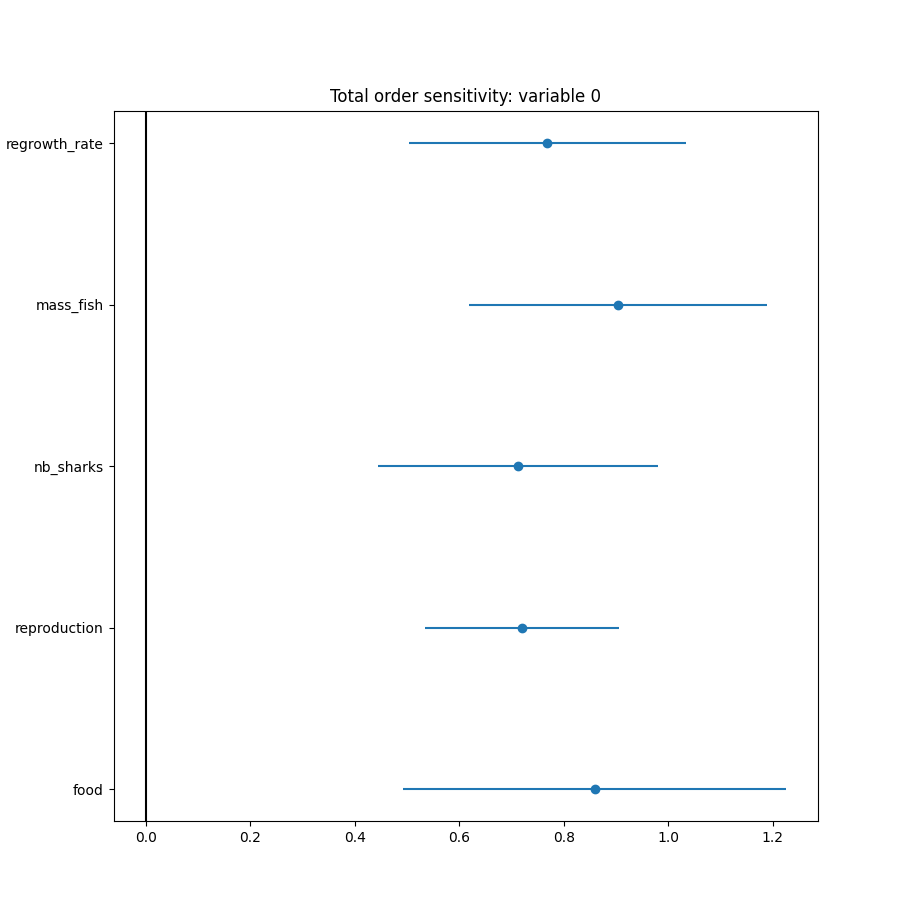 Total order sensitivity: variable 0
regrowth_rate
mass_fish
nb_sharks
reproduction
food
0.0 0.2 0.4 0.6 0.8 1.0 1.2